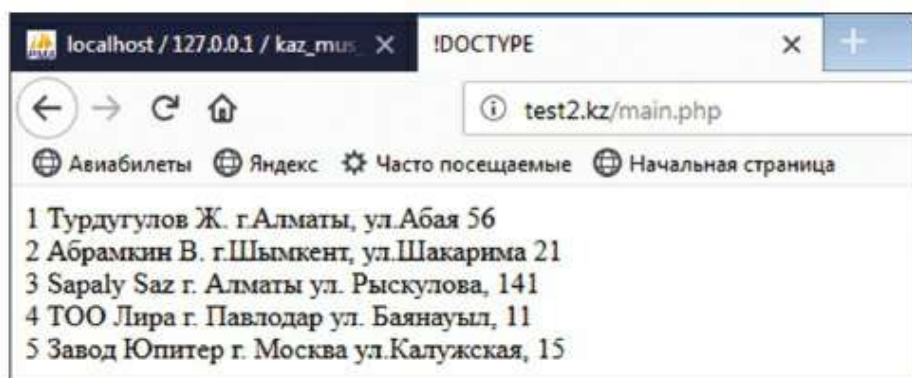 localhost / 127.0.0.1 / kaz_mus !DOCTYPE
test2.kz/main.php
Авиабилеты Яндекс Часто посещаемые Начальная страница
1 Турдугулов Ж. г.Алматы, ул.Абая 56
2 Абрамкин В. г.Шымкент, ул.Шакарима 21
3 Sapaly Saz г. Алматы ул. Рыскулова, 141
4 ТОО Лира г. Павлодар ул. Баянауыл, 11
5 Завод Юпитер г. Москва ул.Калужская, 15